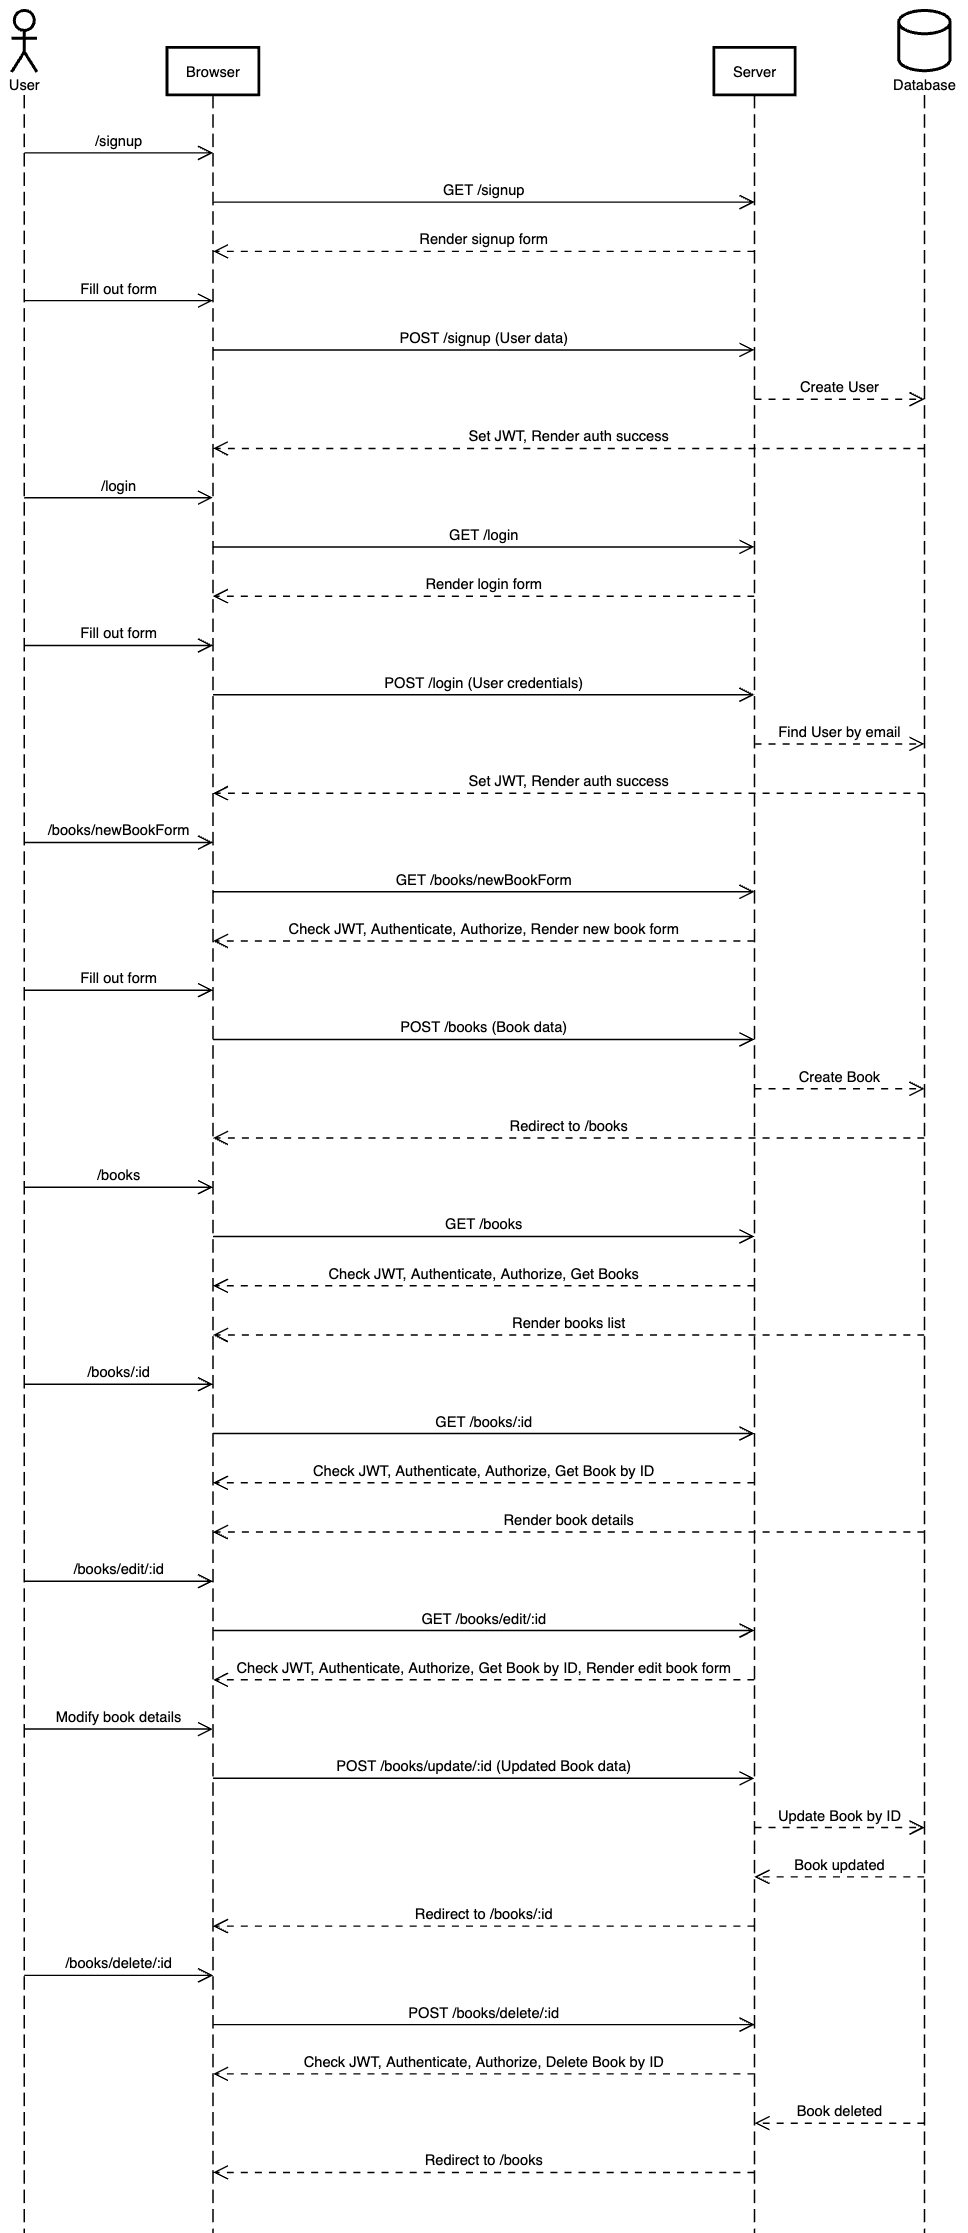 Browser
Server
User
Database
/signup
GET /signup
Render signup form
Fill out form
POST /signup (User data)
Create User
Set JWT, Render auth success
/login
GET /login
Render login form
Fill out form
POST /login (User credentials)
Find User by email
Set JWT, Render auth success
/books/newBookForm
GET /books/newBookForm
Check JWT, Authenticate, Authorize, Render new book form
Fill out form
POST /books (Book data)
Create Book
Redirect to /books
/books
GET /books
Check JWT, Authenticate, Authorize, Get Books
Render books list
/books/:id
GET /books/:id
Check JWT, Authenticate, Authorize, Get Book by ID
Render book details
/books/edit/:id
GET /books/edit/:id
Check JWT, Authenticate, Authorize, Get Book by ID, Render edit book form
Modify book details
POST /books/update/:id (Updated Book data)
Update Book by ID
Book updated
Redirect to /books/:id
/books/delete/:id
POST /books/delete/:id
Check JWT, Authenticate, Authorize, Delete Book by ID
Book deleted
Redirect to /books